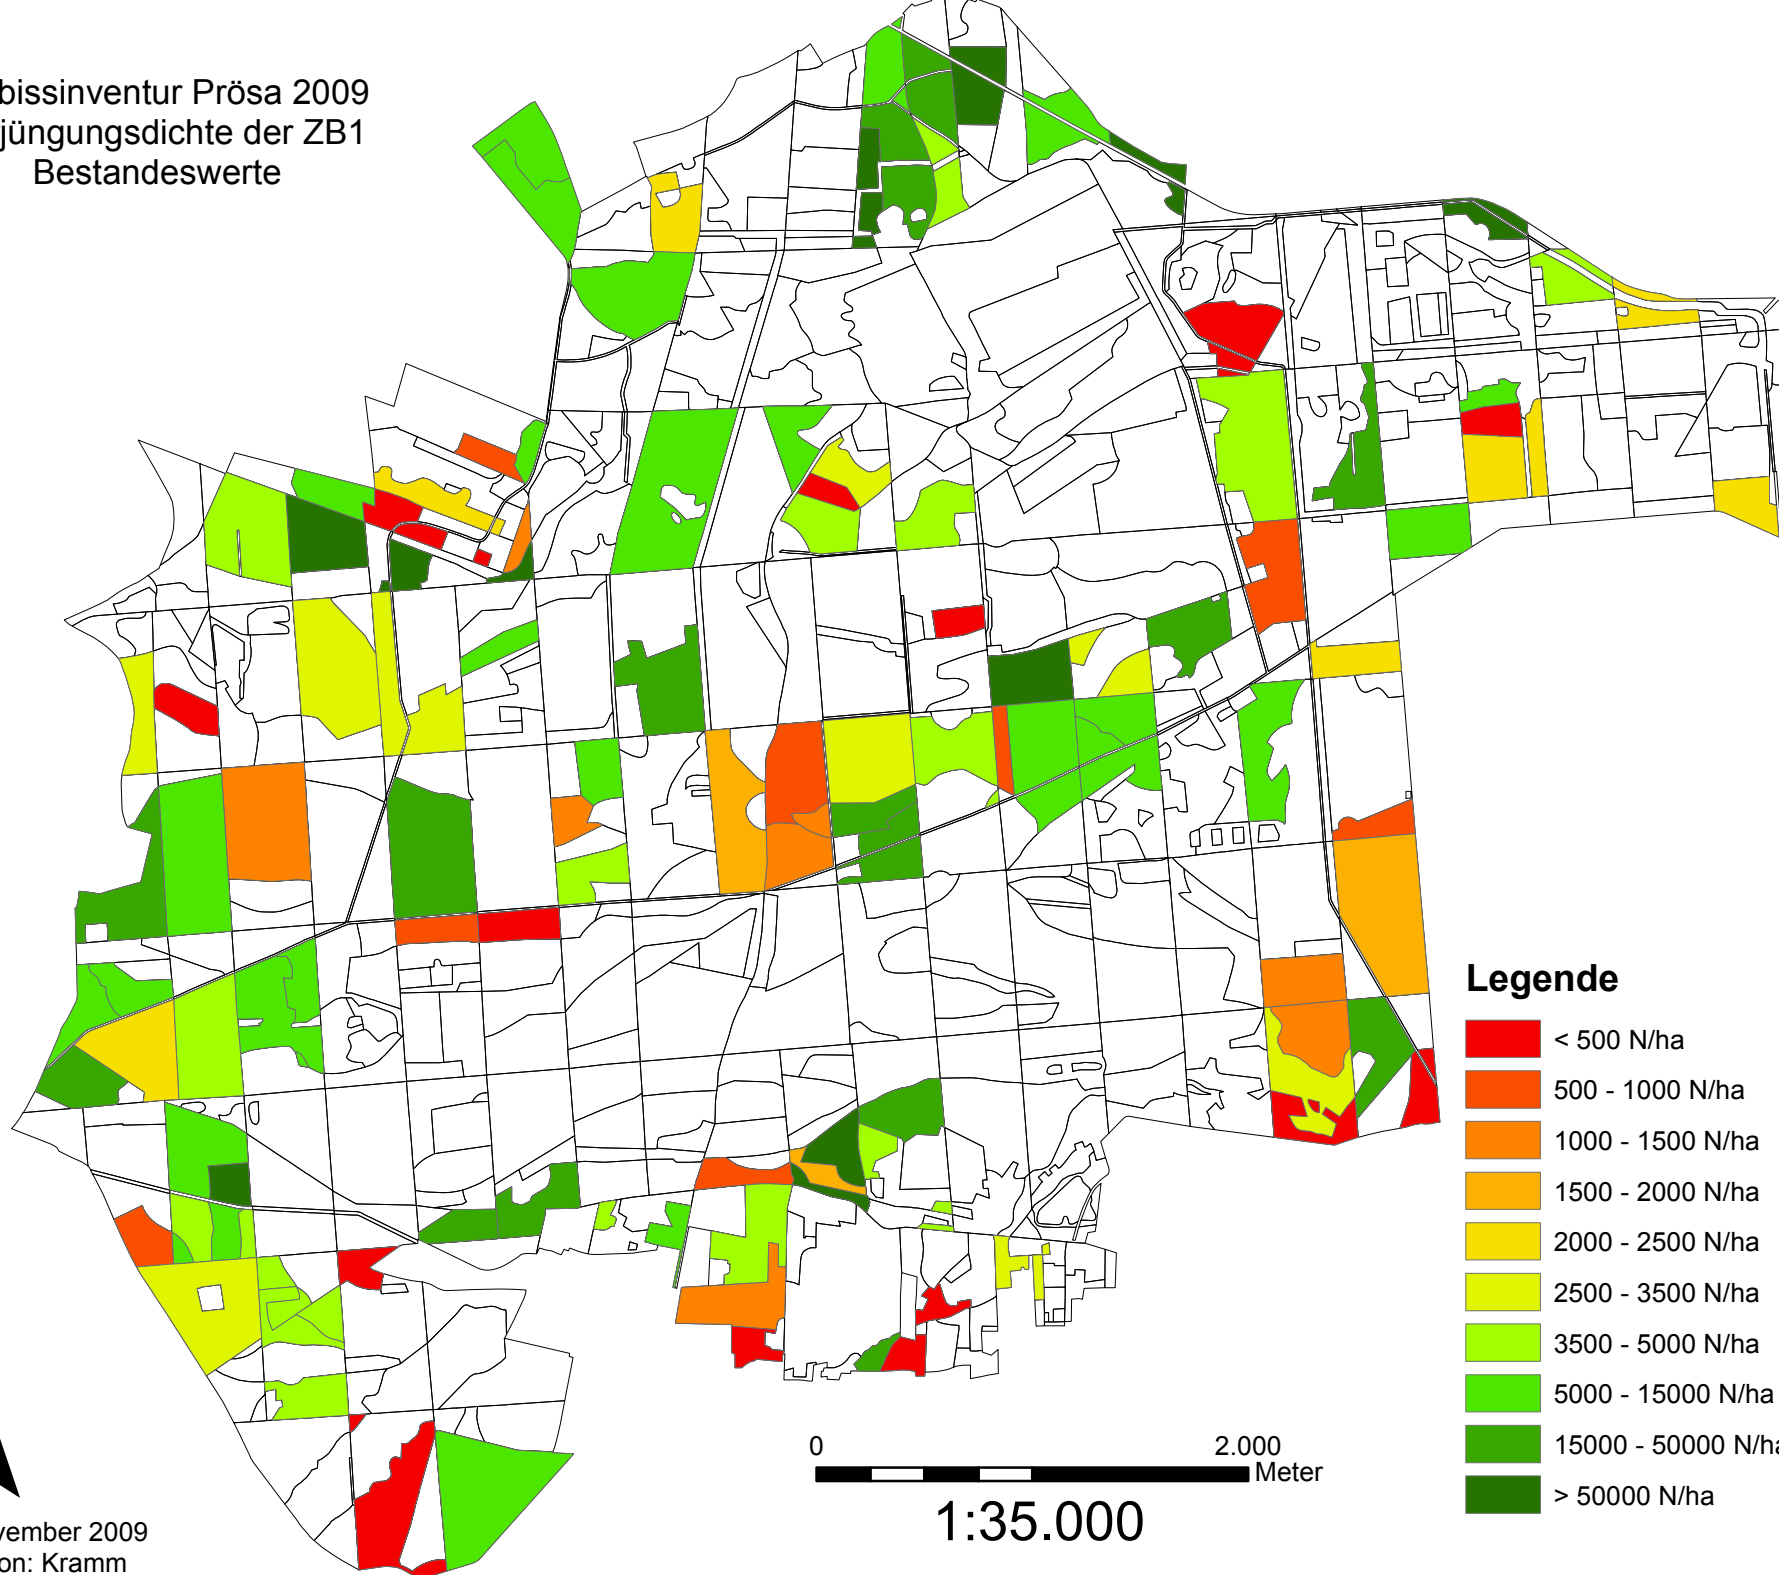 bissinventur Prösa 2009
jüngungsdichte der ZB1
Bestandeswerte
Legende
< 500 N/ha
500 - 1000 N/ha
1000 - 1500 N/ha
1500 - 2000 N/ha
2000 - 2500 N/ha
2500 - 3500 N/ha
3500 - 5000 N/ha
5000 - 15000 N/ha
15000 - 50000 N/ha
> 50000 N/ha
0 2.000
Meter
1:35.000
vember 2009
on: Kramm